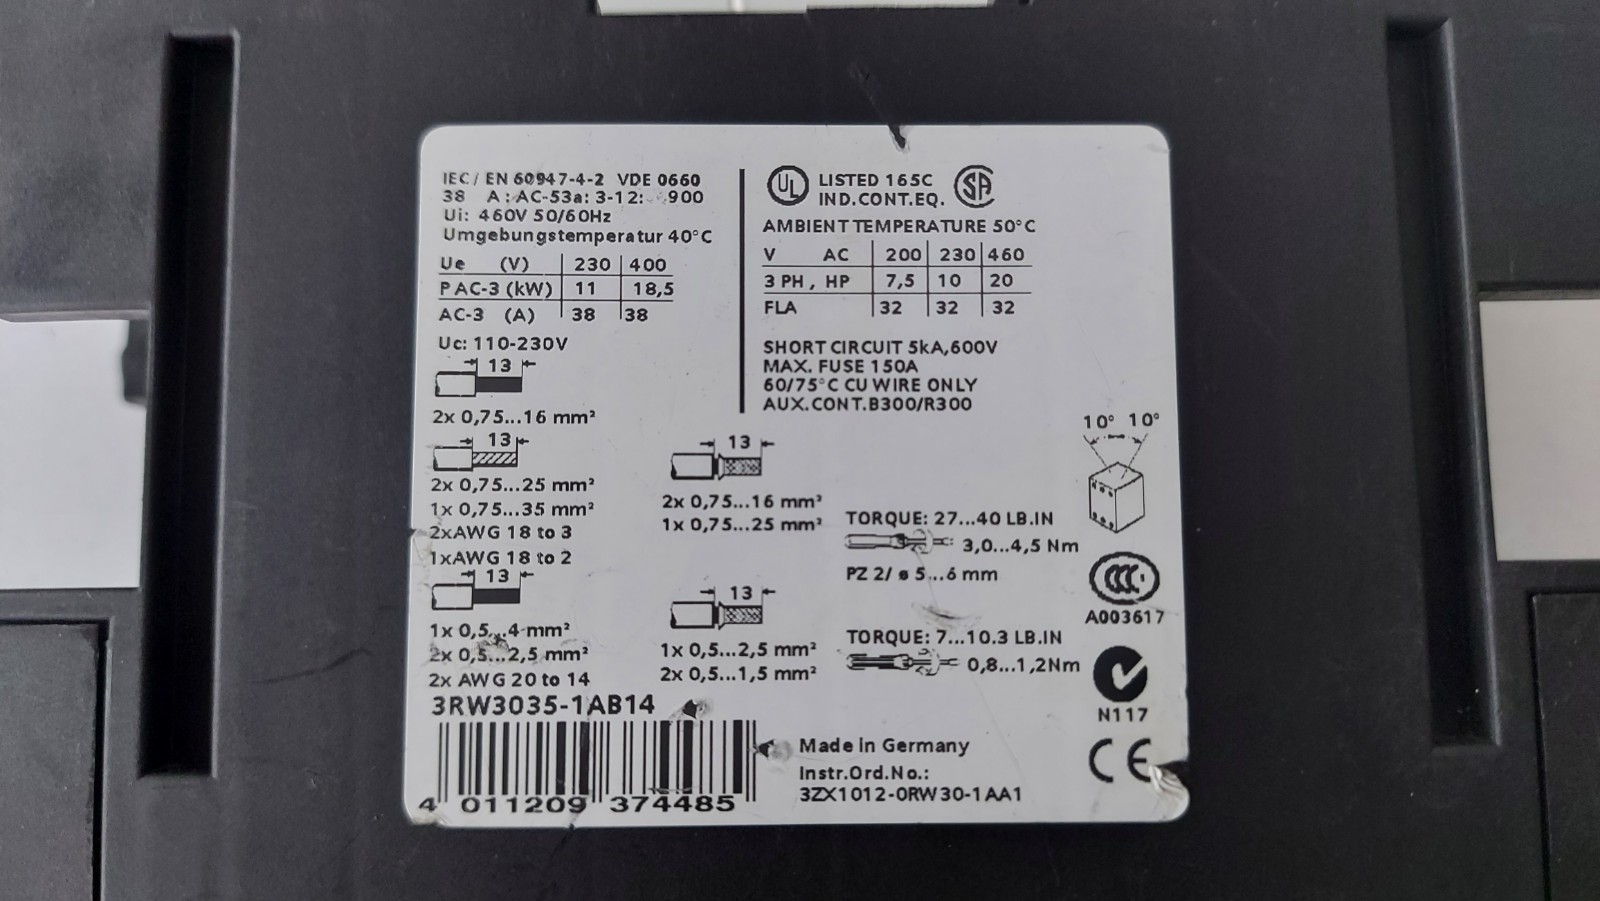 IEC / EN 60947-4-2 VDE 0660
38 A : AC-53a: 3-12: 900
Ui: 460V 50/60Hz
Umgebungstemperatur 40°C
Ue (V) 230 400
P AC-3 (kW) 11 18,5
AC-3 (A) 38 38
Uc: 110-230V
13
2x 0,75...16 mm²
13
2x 0,75...25 mm²
1x 0,75...35 mm²
2xAWG 18 to 3
1xAWG 18 to 2
13
1x 0,5...4 mm²
2x 0,5...2,5 mm²
2x AWG 20 to 14
13
2x 0,75...16 mm²
1x 0,75...25 mm²
13
1x 0,5...2,5 mm²
2x 0,5...1,5 mm²
UL LISTED 165C SA
IND.CONT.EQ.
AMBIENT TEMPERATURE 50°C
V AC 200 230 460
3 PH , HP 7,5 10 20
FLA 32 32 32
SHORT CIRCUIT 5kA,600V
MAX. FUSE 150A
60/75°C CU WIRE ONLY
AUX.CONT.B300/R300
10° 10°
TORQUE: 27...40 LB.IN
3,0...4,5 Nm
PZ 2/ ø 5...6 mm
CCC
A003617
TORQUE: 7...10.3 LB.IN
0,8...1,2Nm
N117
CE
3RW3035-1AB14
4 011209 374485
Made in Germany
Instr.Ord.No.:
3ZX1012-0RW30-1AA1